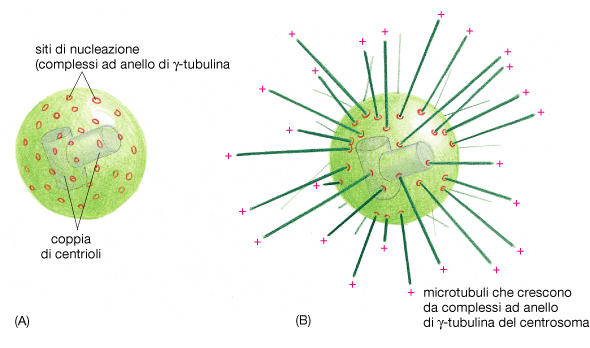 siti di nucleazione
(complessi ad anello di γ-tubulina
coppia
di centrioli
(A)
+ + + + + + + + + + + + + + + + + + + + + + +
microtubuli che crescono
da complessi ad anello
di γ-tubulina del centrosoma
(B)